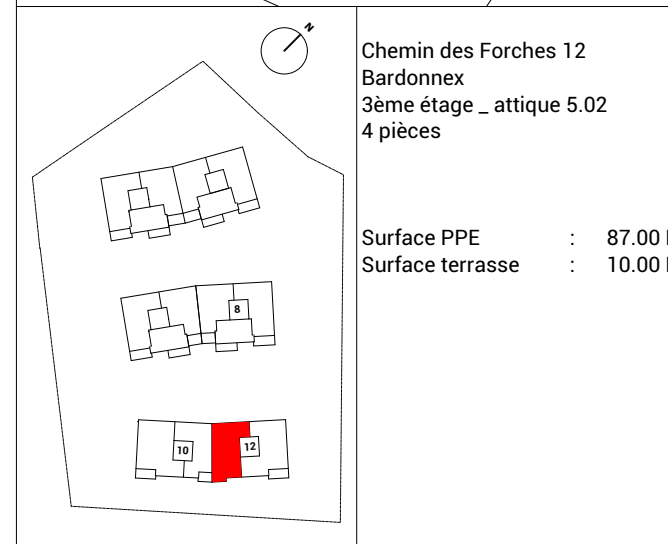 N
Chemin des Forches 12
Bardonnex
3ème étage _ attique 5.02
4 pièces
Surface PPE : 87.00
Surface terrasse : 10.00
8
10
12